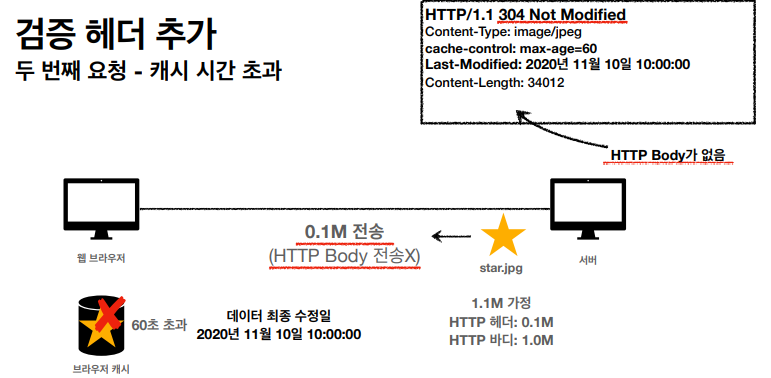 검증 헤더 추가
두 번째 요청 - 캐시 시간 초과
HTTP/1.1 304 Not Modified
Content-Type: image/jpeg
cache-control: max-age=60
Last-Modified: 2020년 11월 10일 10:00:00
Content-Length: 34012
HTTP Body가 없음
0.1M 전송
(HTTP Body 전송X)
star.jpg
웹 브라우저
서버
60초 초과
브라우저 캐시
데이터 최종 수정일
2020년 11월 10일 10:00:00
1.1M 가정
HTTP 헤더: 0.1M
HTTP 바디: 1.0M